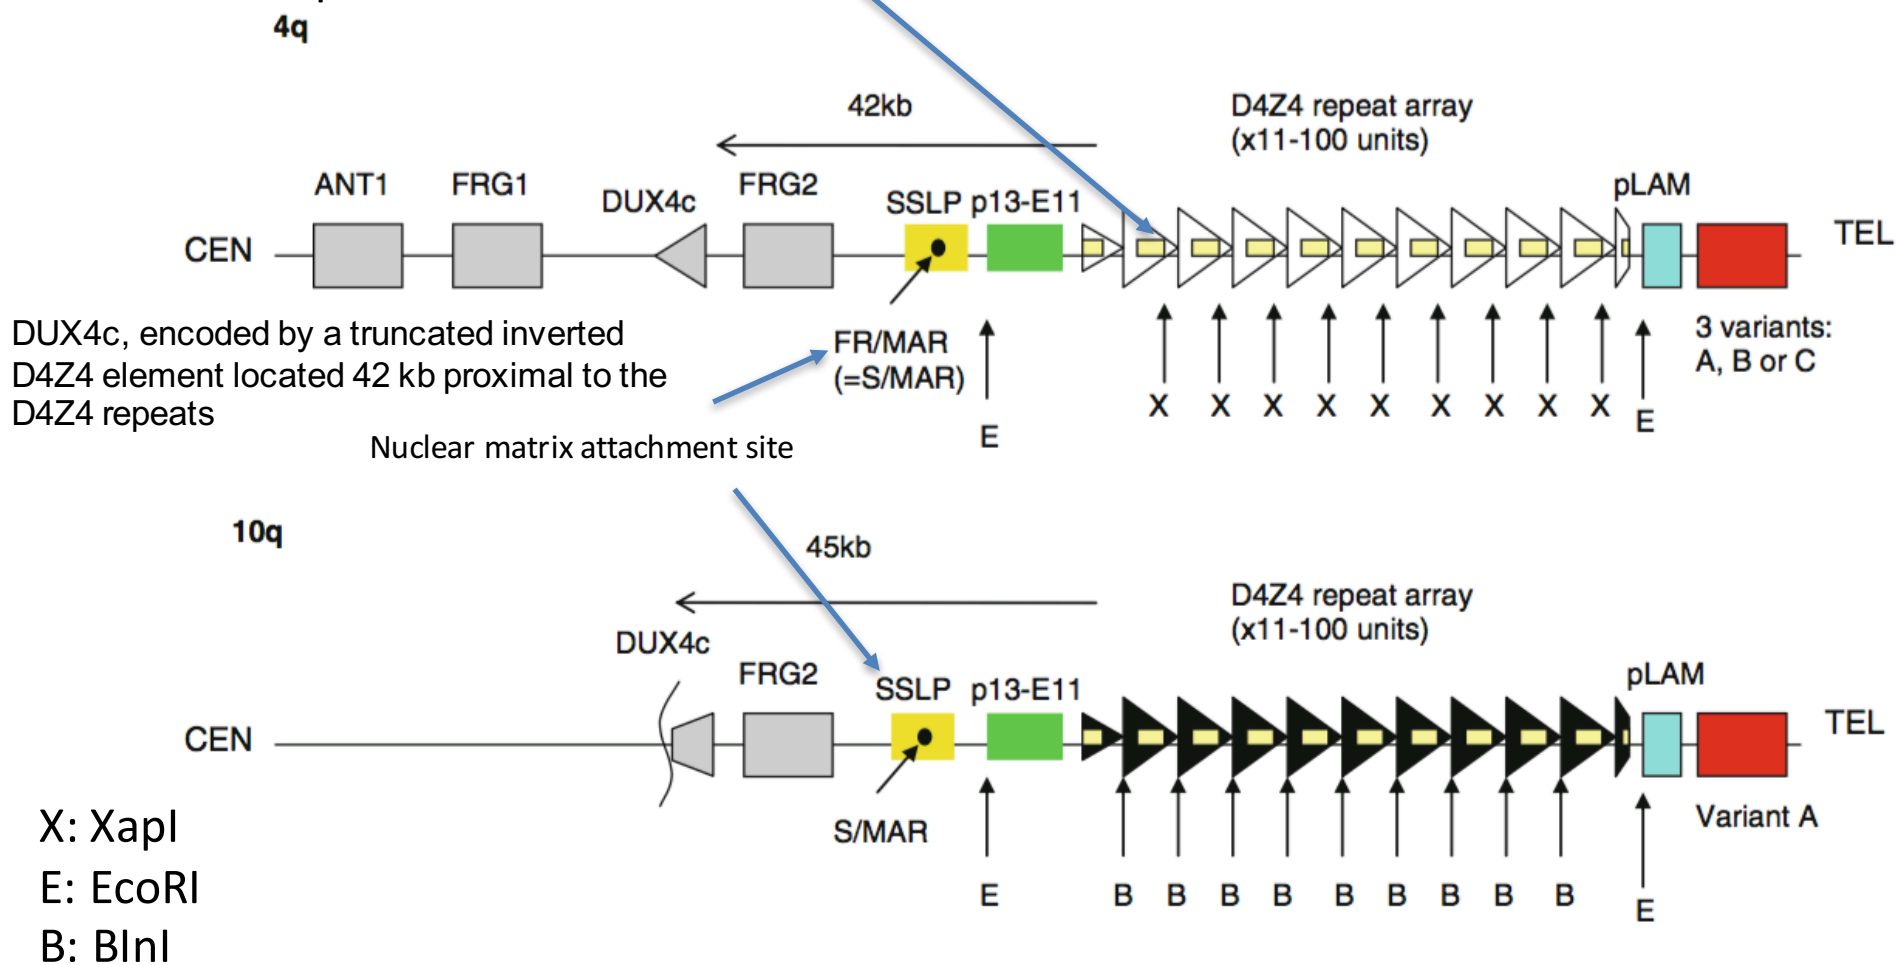 4q
42kb
D4Z4 repeat array
(x11-100 units)
ANT1
FRG1
DUX4c
FRG2
SSLP
p13-E11
pLAM
CEN
TEL
DUX4c, encoded by a truncated inverted
D4Z4 element located 42 kb proximal to the
D4Z4 repeats
FR/MAR
(=S/MAR)
3 variants:
A, B or C
E
X X X X X X X X X
E
Nuclear matrix attachment site
10q
45kb
D4Z4 repeat array
(x11-100 units)
DUX4c
FRG2
SSLP
p13-E11
pLAM
CEN
TEL
S/MAR
Variant A
E
B B B B B B B B B
E
X: XapI
E: EcoRI
B: BlnI